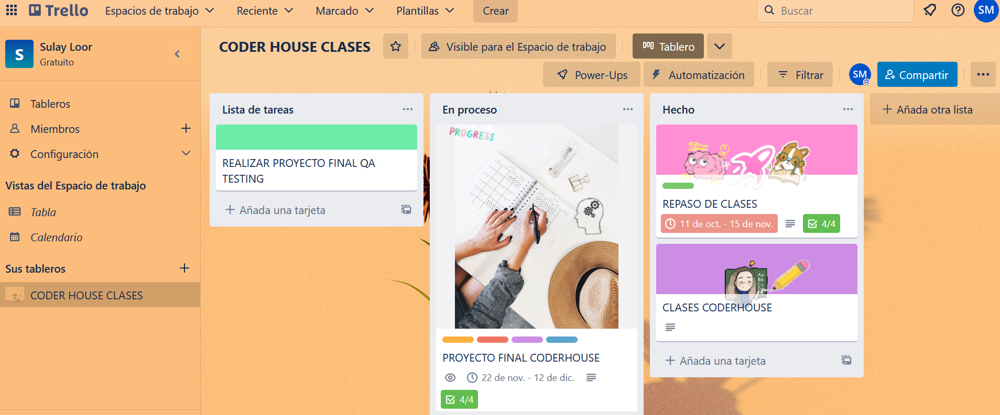 Trello
Espacios de trabajo
Reciente
Marcado
Plantillas
Crear
Buscar
SM
S
Sulay Loor
Gratuito
CODER HOUSE CLASES
Visible para el Espacio de trabajo
Tablero
Power-Ups
Automatización
Filtrar
SM
Compartir
Tableros
Miembros
Configuración
Vistas del Espacio de trabajo
Tabla
Calendario
Sus tableros
CODER HOUSE CLASES
Lista de tareas
REALIZAR PROYECTO FINAL QA
TESTING
Añada una tarjeta
En proceso
PROGRESS
PROYECTO FINAL CODERHOUSE
22 de nov. - 12 de dic.
4/4
Hecho
REPASO DE CLASES
11 de oct. - 15 de nov.
4/4
Aa
Bb
Cc
CLASES CODERHOUSE
Añada una tarjeta
Añada otra lista